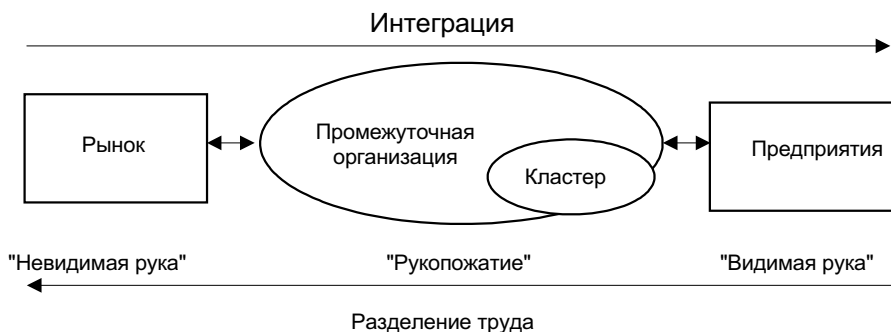 Интеграция
Рынок
Промежуточная
организация
Кластер
Предприятия
"Невидимая рука"
"Рукопожатие"
"Видимая рука"
Разделение труда